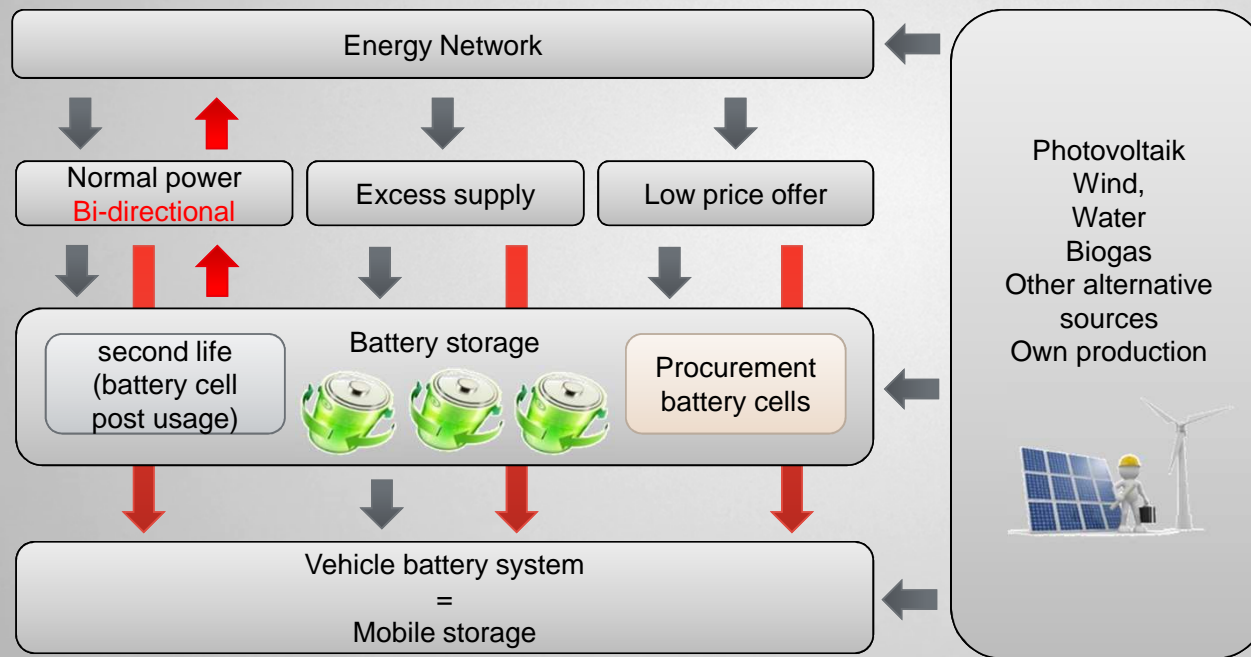 Energy Network
Normal power
Bi-directional
Excess supply
Low price offer
second life
(battery cell
post usage)
Battery storage
Procurement
battery cells
Vehicle battery system
=
Mobile storage
Photovoltaik
Wind,
Water
Biogas
Other alternative
sources
Own production